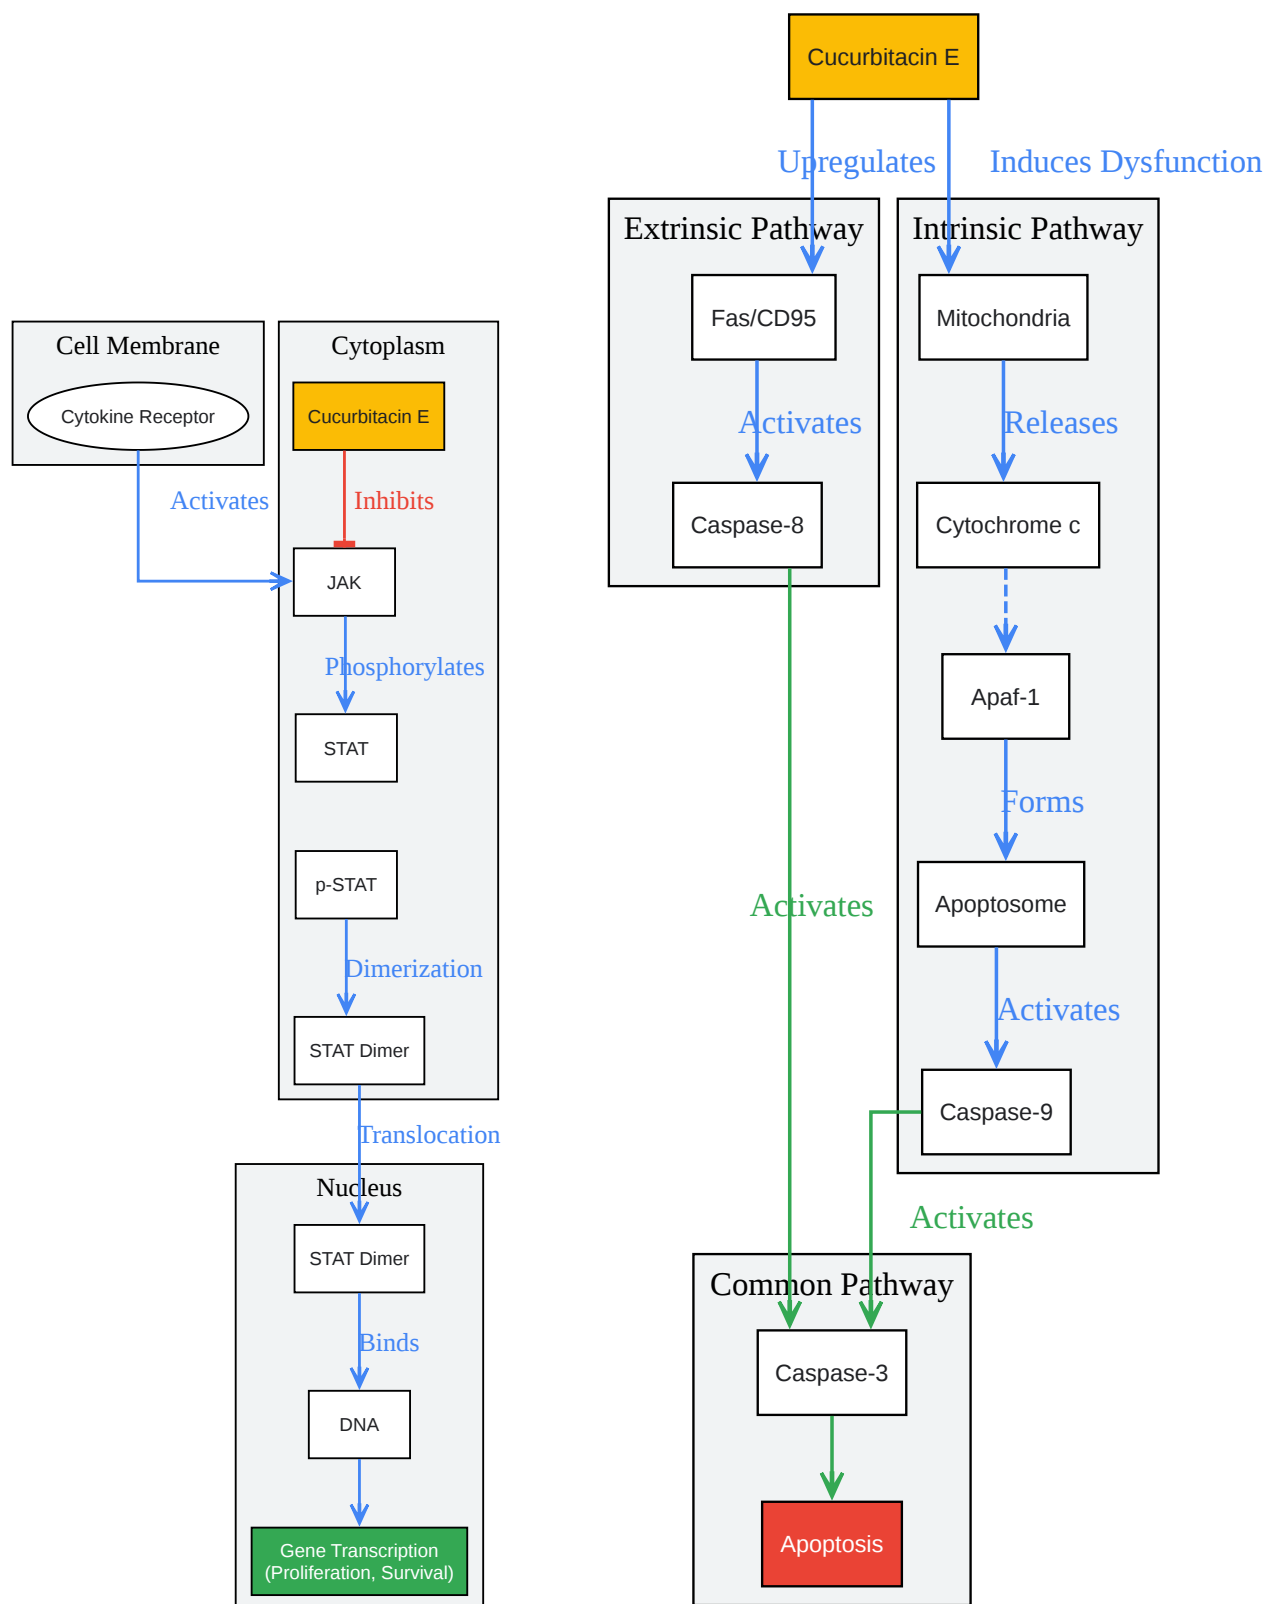 Cell Membrane
Cytokine Receptor
Activates
Cytoplasm
Cucurbitacin E
Inhibits
JAK
Phosphorylates
STAT
p-STAT
Dimerization
STAT Dimer
Translocation
Nucleus
STAT Dimer
Binds
DNA
Gene Transcription
(Proliferation, Survival)
Cucurbitacin E
Upregulates
Induces Dysfunction
Extrinsic Pathway
Fas/CD95
Activates
Caspase-8
Activates
Intrinsic Pathway
Mitochondria
Releases
Cytochrome c
Apaf-1
Forms
Apoptosome
Activates
Caspase-9
Activates
Common Pathway
Caspase-3
Apoptosis